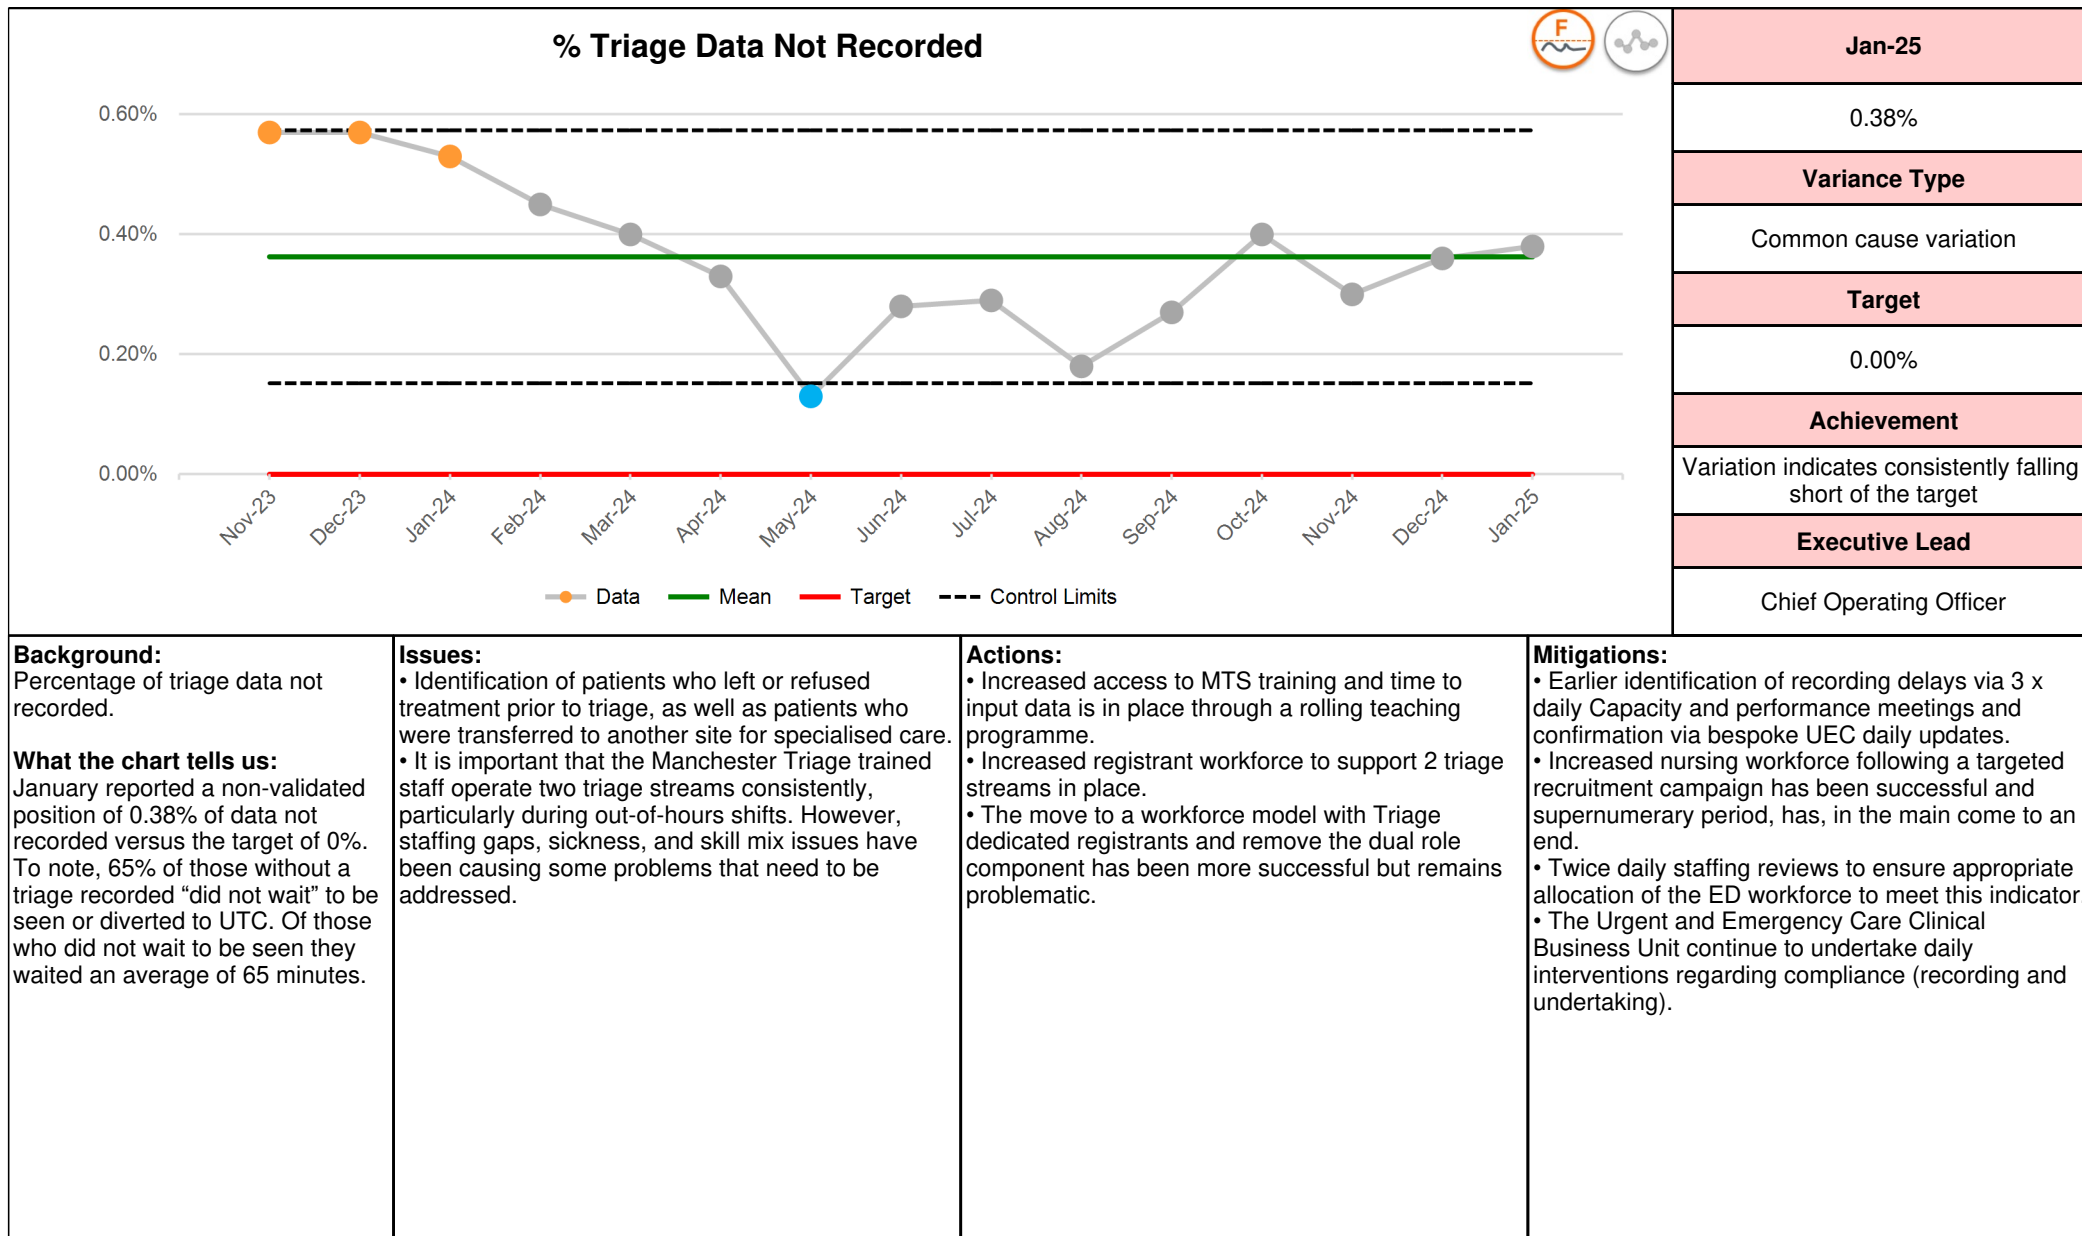 % Triage Data Not Recorded
F
0.60%
0.40%
0.20%
0.00%
Nov-23
Dec-23
Jan-24
Feb-24
Mar-24
Apr-24
May-24
Jun-24
Jul-24
Aug-24
Sep-24
Oct-24
Nov-24
Dec-24
Jan-25
Data
Mean
Target
Control Limits
Jan-25
0.38%
Variance Type
Common cause variation
Target
0.00%
Achievement
Variation indicates consistently falling
short of the target
Executive Lead
Chief Operating Officer
Background:
Percentage of triage data not
recorded.
What the chart tells us:
January reported a non-validated
position of 0.38% of data not
recorded versus the target of 0%.
To note, 65% of those without a
triage recorded “did not wait” to be
seen or diverted to UTC. Of those
who did not wait to be seen they
waited an average of 65 minutes.
Issues:
• Identification of patients who left or refused
treatment prior to triage, as well as patients who
were transferred to another site for specialised care.
• It is important that the Manchester Triage trained
staff operate two triage streams consistently,
particularly during out-of-hours shifts. However,
staffing gaps, sickness, and skill mix issues have
been causing some problems that need to be
addressed.
Actions:
• Increased access to MTS training and time to
input data is in place through a rolling teaching
programme.
• Increased registrant workforce to support 2 triage
streams in place.
• The move to a workforce model with Triage
dedicated registrants and remove the dual role
component has been more successful but remains
problematic.
Mitigations:
• Earlier identification of recording delays via 3 x
daily Capacity and performance meetings and
confirmation via bespoke UEC daily updates.
• Increased nursing workforce following a targeted
recruitment campaign has been successful and
supernumerary period, has, in the main come to an
end.
• Twice daily staffing reviews to ensure appropriate
allocation of the ED workforce to meet this indicator.
• The Urgent and Emergency Care Clinical
Business Unit continue to undertake daily
interventions regarding compliance (recording and
undertaking).